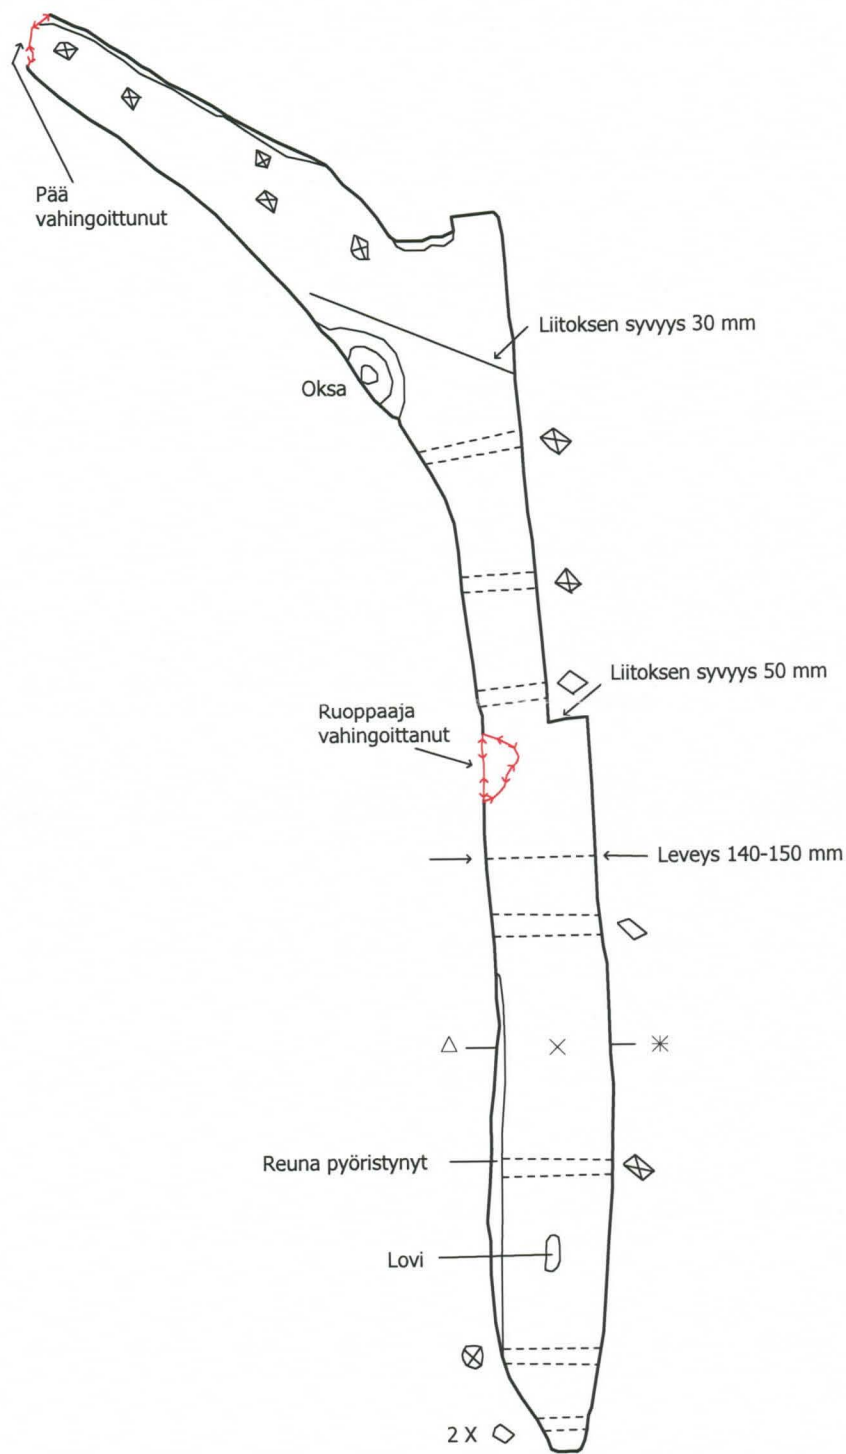 Pää
vahingoittunut
Liitoksen syvyys 30 mm
Oksa
Liitoksen syvyys 50 mm
Ruoppaaja
vahingoittanut
Leveys 140-150 mm
Reuna pyöristynyt
Lovi
2 X